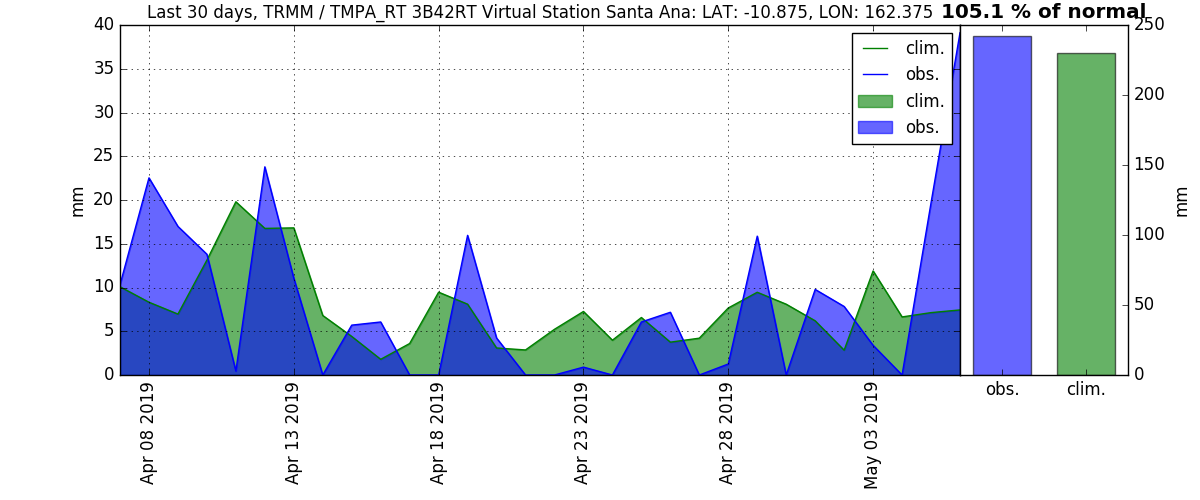 Last 30 days, TRMM / TMPA_RT 3B42RT Virtual Station Santa Ana: LAT: -10.875, LON: 162.375 105.1 % of normal
40
35
30
25
20
15
10
5
0
mm
clim.
obs.
clim.
obs.
250
200
150
100
50
0
mm
obs. clim.
Apr 08 2019
Apr 13 2019
Apr 18 2019
Apr 23 2019
Apr 28 2019
May 03 2019